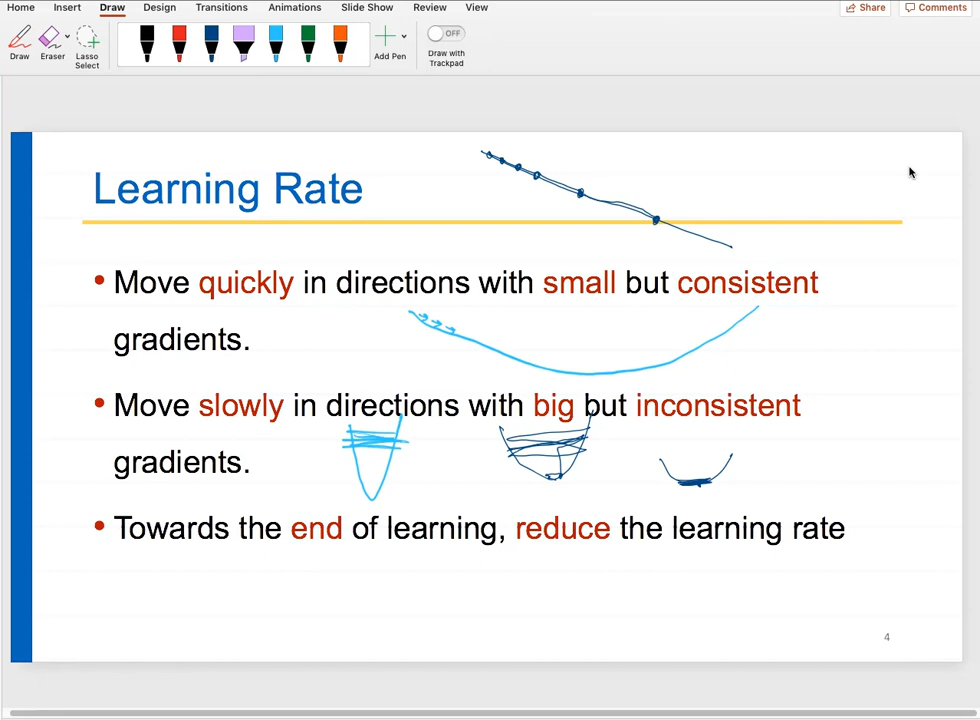 Home Insert Draw Design Transitions Animations Slide Show Review View Share Comments
OFF
Draw Eraser Lasso Select Add Pen Draw with Trackpad
Learning Rate
• Move quickly in directions with small but consistent
gradients.
• Move slowly in directions with big but inconsistent
gradients.
• Towards the end of learning, reduce the learning rate
4